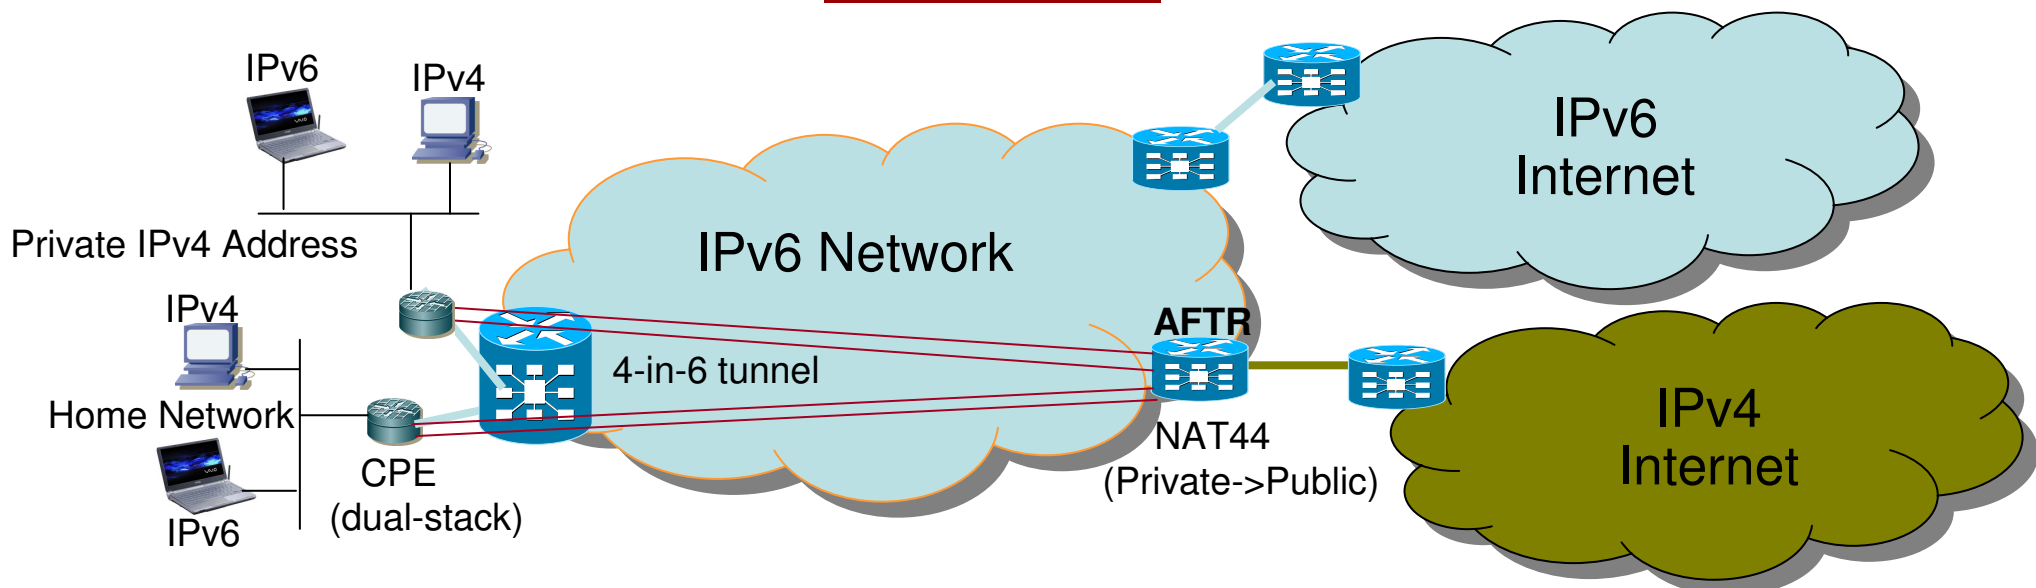 IPv6
IPv4
Private IPv4 Address
IPv4
Home Network
IPv6
CPE
(dual-stack)
IPv6 Network
4-in-6 tunnel
AFTR
NAT44
(Private->Public)
IPv6
Internet
IPv4
Internet